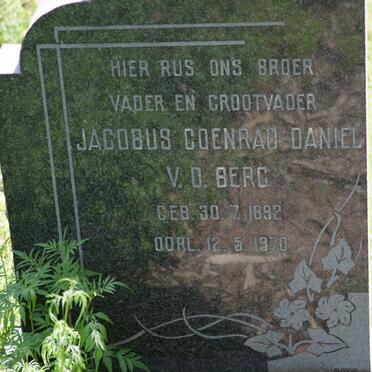 HIER RUS ONS BROER
VADER EN GROOTVADER
JACOBUS COENRAD DANIEL
V.D. BERG
GEB. 30.7.1892
OORL. 12.5.1970